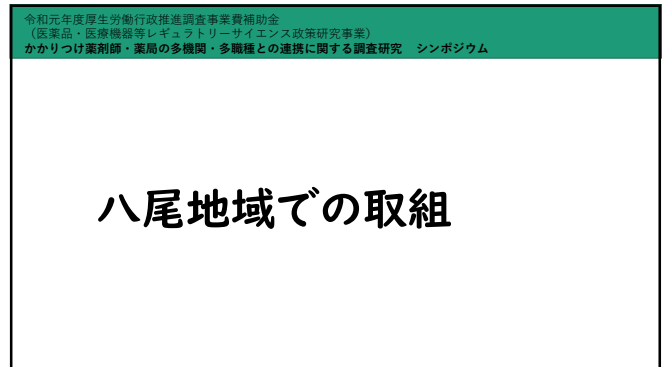 令和元年度厚生労働行政推進調査事業費補助金
（医薬品・医療機器等レギュラトリーサイエンス政策研究事業）
かかりつけ薬剤師・薬局の多機関・多職種との連携に関する調査研究　シンポジウム
八尾地域での取組